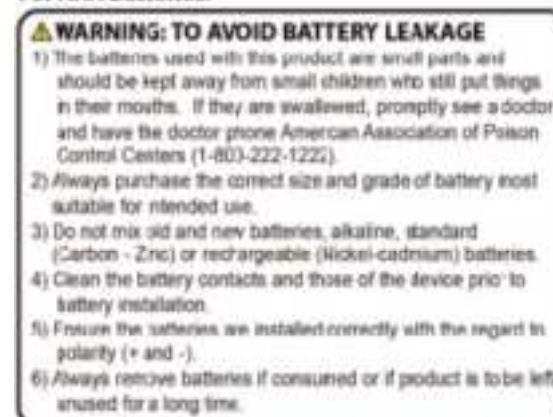 WARNING: TO AVOID BATTERY LEAKAGE
1) The batteries used with this product are small parts and
should be kept away from small children who still put things
in their mouths. If they are swallowed, promptly see a doctor
and have the doctor phone American Association of Poison
Control Centers (1-800-222-1222).
2) Always purchase the correct size and grade of battery most
suitable for intended use.
3) Do not mix old and new batteries, alkaline, standard
(Carbon - Zinc) or rechargeable (Nickel-cadmium) batteries.
4) Clean the battery contacts and those of the device prior to
battery installation.
5) Ensure the batteries are installed correctly with the regard to
polarity (+ and -).
6) Always remove batteries if consumed or if product is to be left
unused for a long time.